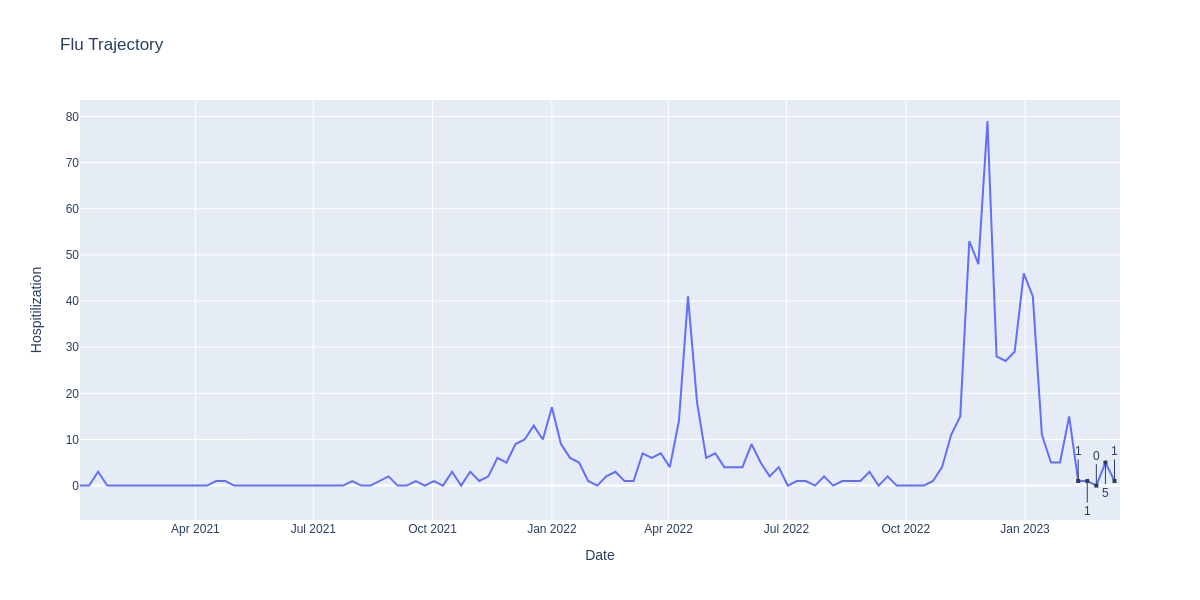 Flu Trajectory
80
70
60
50
40
30
20
10
0
Hospitilization
1
0
1
5
1
Apr 2021
Jul 2021
Oct 2021
Jan 2022
Apr 2022
Jul 2022
Oct 2022
Jan 2023
Date